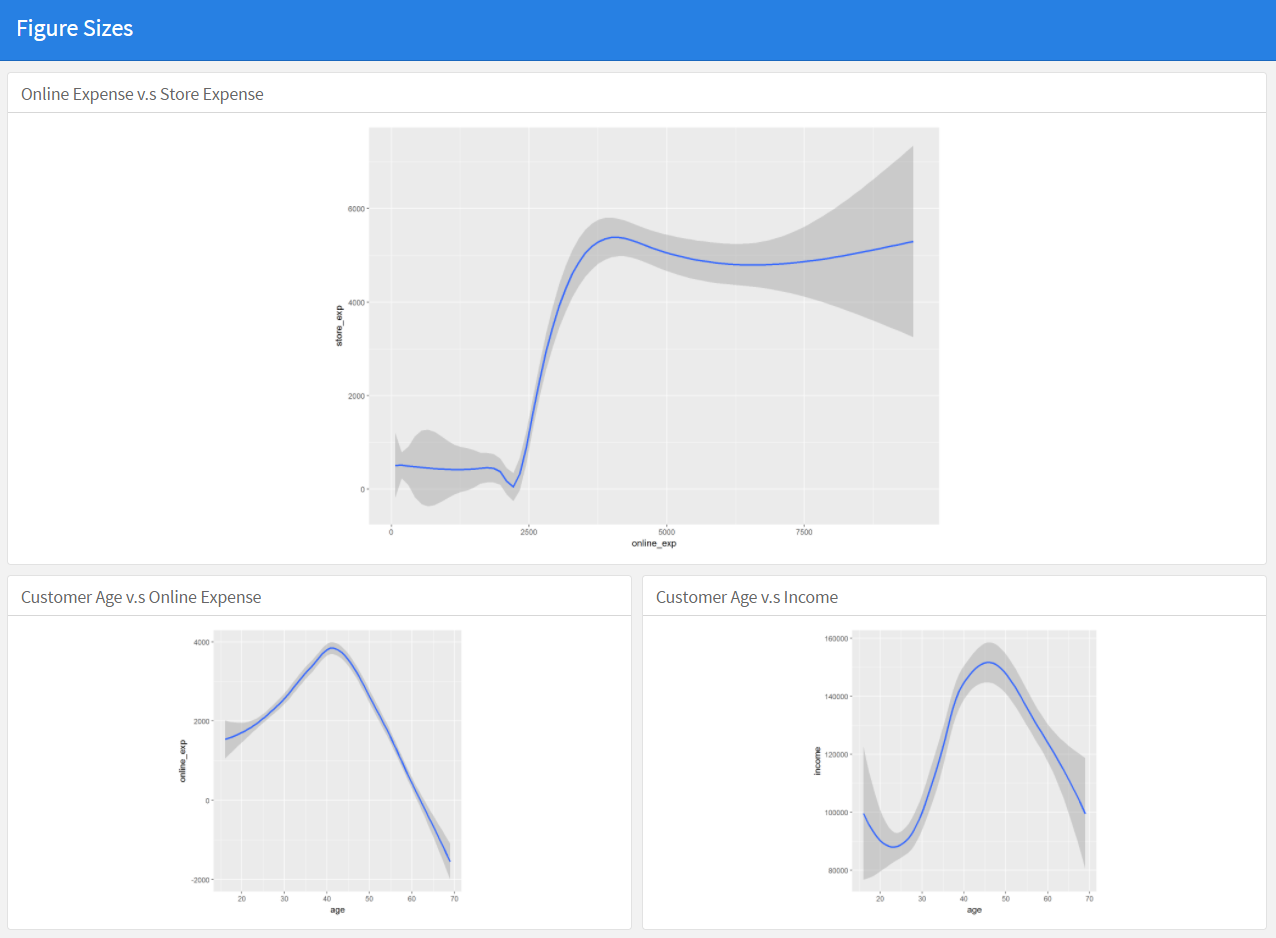 Figure Sizes
Online Expense v.s Store Expense
6000
4000
2000
0
store_exp
0 2500 5000 7500
online_exp
Customer Age v.s Online Expense
4000
2000
0
-2000
online_exp
20 30 40 50 60 70
age
Customer Age v.s Income
160000
140000
120000
100000
80000
income
20 30 40 50 60 70
age